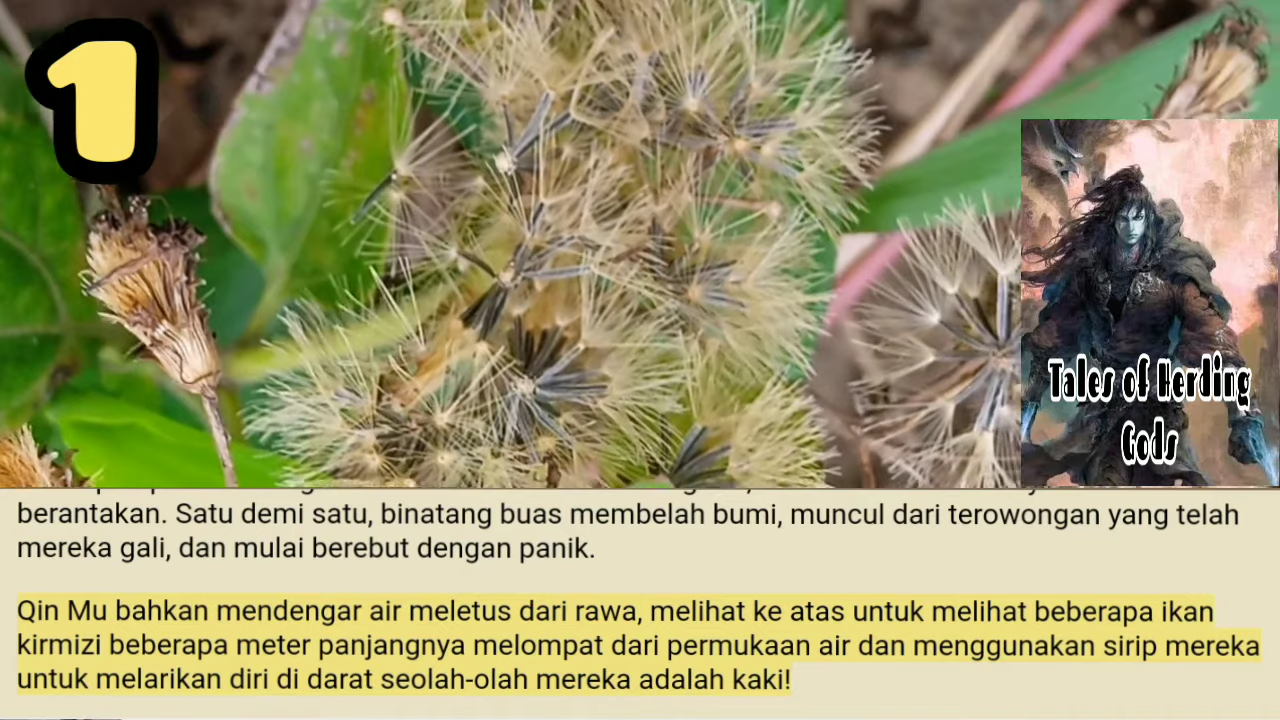 1
Tales of Herding
Gods
berantakan. Satu demi satu, binatang buas membelah bumi, muncul dari terowongan yang telah
mereka gali, dan mulai berebut dengan panik.
Qin Mu bahkan mendengar air meletus dari rawa, melihat ke atas untuk melihat beberapa ikan
kirmizi beberapa meter panjangnya melompat dari permukaan air dan menggunakan sirip mereka
untuk melarikan diri di darat seolah-olah mereka adalah kaki!